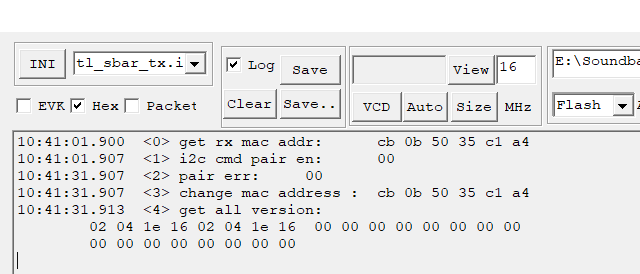 INI tl_sbar_tx.i Log Save View 16 E:\Soundba
EVK Hex Packet Clear Save.. VCD Auto Size MHz Flash
10:41:01.900 <0> get rx mac addr: cb 0b 50 35 c1 a4
10:41:01.907 <1> i2c cmd pair en: 00
10:41:31.907 <2> pair err: 00
10:41:31.907 <3> change mac address : cb 0b 50 35 c1 a4
10:41:31.913 <4> get all version:
02 04 1e 16 02 04 1e 16 00 00 00 00 00 00 00 00
00 00 00 00 00 00 00 00